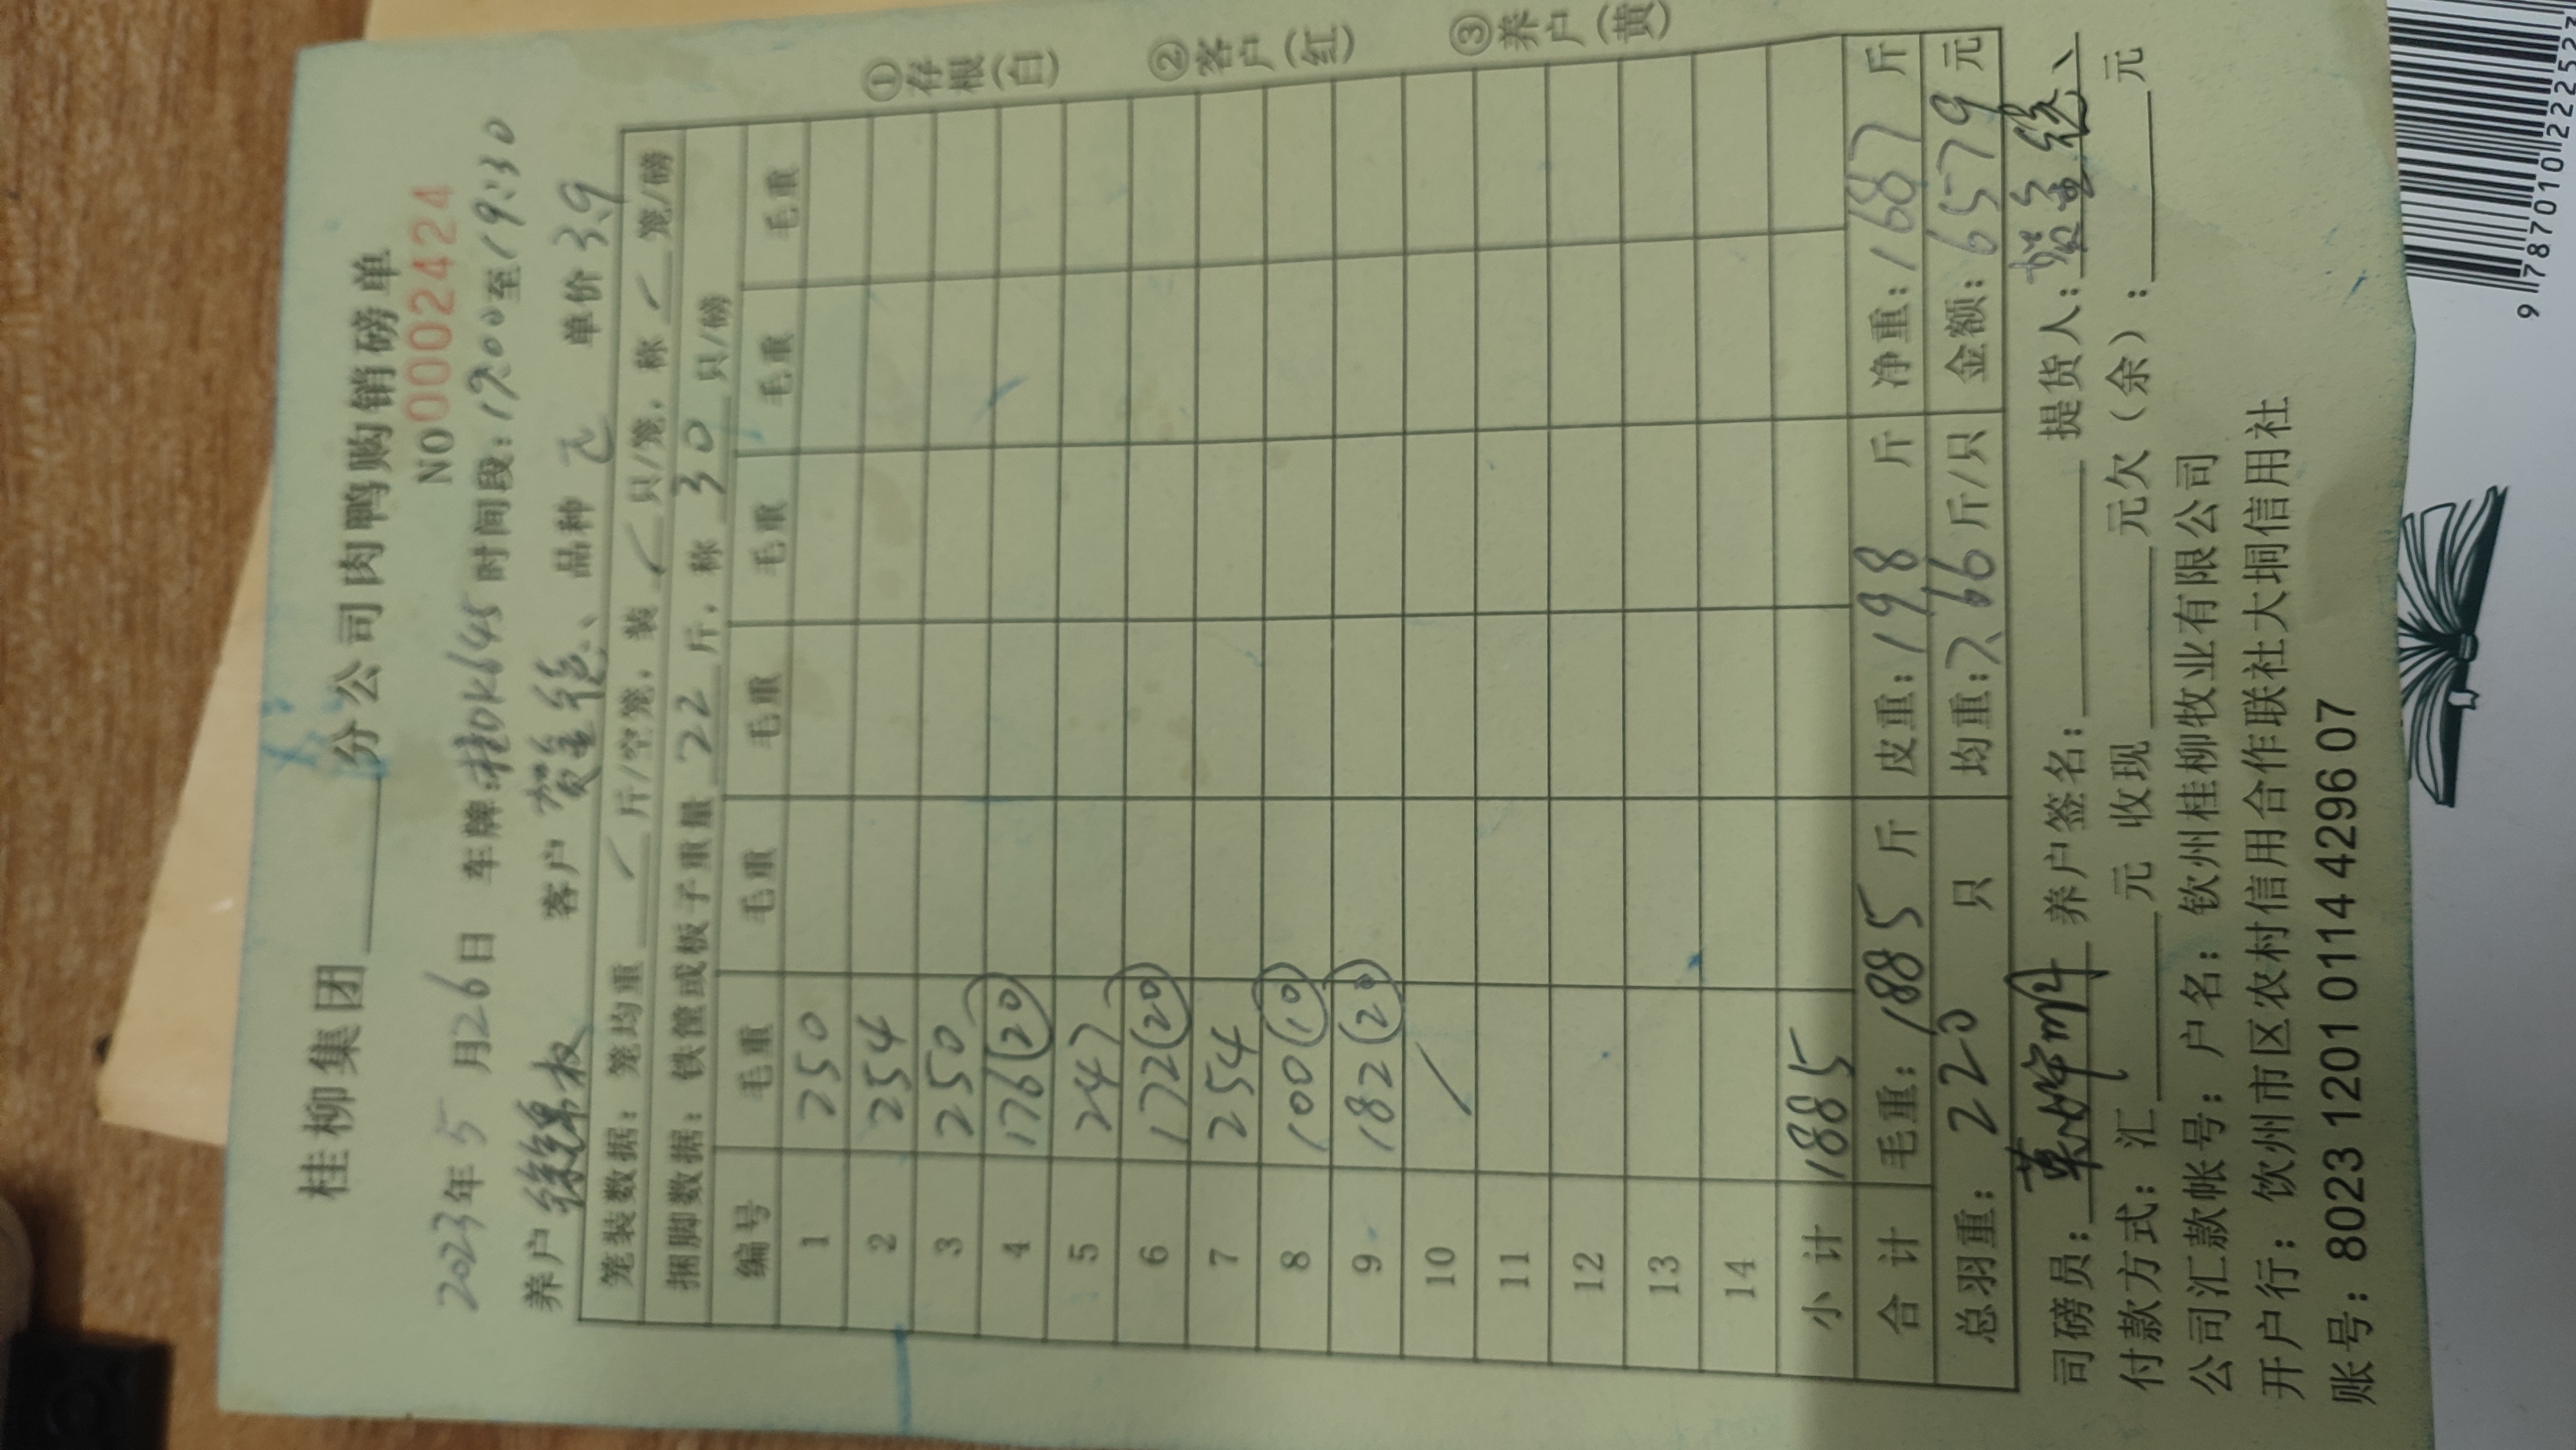 桂柳集团 分公司肉鸭购销磅单
NO 0002424
2023年5月26日 车牌:桂DK645 时间段:19:00至19:30
养户 客户 贺金艳 品种 单价 3.9
笼装数据: 笼均重 / 斤/空笼, 装 / 只/笼, 称 / 笼/磅
捆脚数据: 铁筐或板子重量 22 斤, 称 30 只/磅
编号 毛重 毛重 毛重 毛重 毛重 毛重
1 250
2 254
3 250
4 176 (20)
5 247
6 172 (20)
7 254
8 100 (10)
9 182 (20)
10 /
11
12
13
14
小计 1885
合计 毛重: 1885 斤 皮重: 198 斤 净重: 1687 斤
总羽重: 220 只 均重: 7.66 斤/只 金额: 6579 元
司磅员: 养户签名: 提货人:
付款方式: 汇 元 收现 元欠(余): 元
公司汇款帐号: 户名: 钦州桂柳牧业有限公司
开户行: 钦州市区农村信用合作联社大垌信用社
账号: 8023 1201 0114 4296 07
①存根(白)
②客户(红)
③养户(黄)